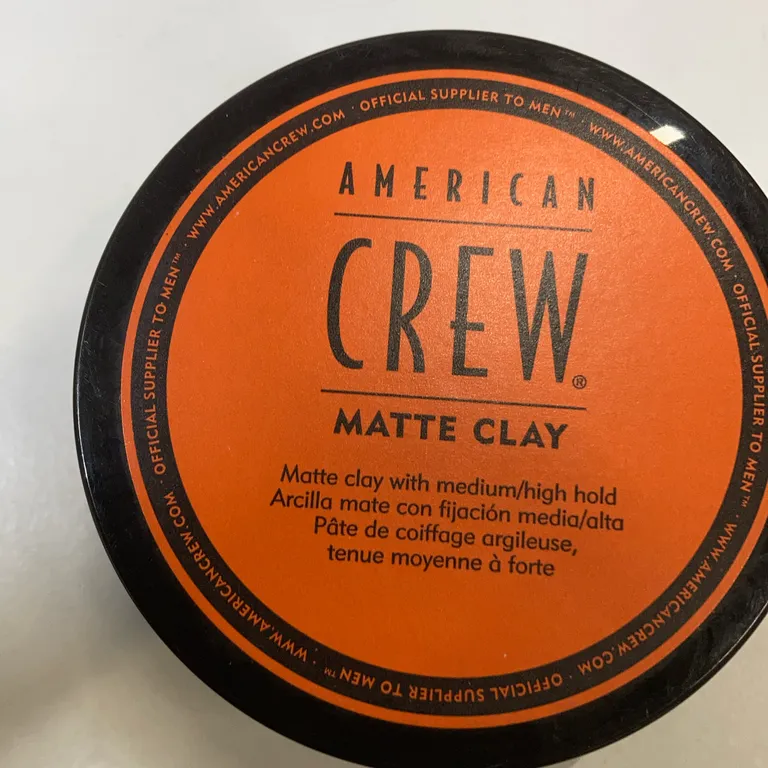 AMERICAN
CREW®
MATTE CLAY
Matte clay with medium/high hold
Arcilla mate con fijación media/alta
Pâte de coiffage argileuse,
tenue moyenne à forte
OFFICIAL SUPPLIER TO MEN™ · WWW.AMERICANCREW.COM · OFFICIAL SUPPLIER TO MEN™ · WWW.AMERICANCREW.COM · OFFICIAL SUPPLIER TO MEN™ · WWW.AMERICANCREW.COM · OFFICIAL SUPPLIER TO MEN™ · WWW.AMERICANCREW.COM ·